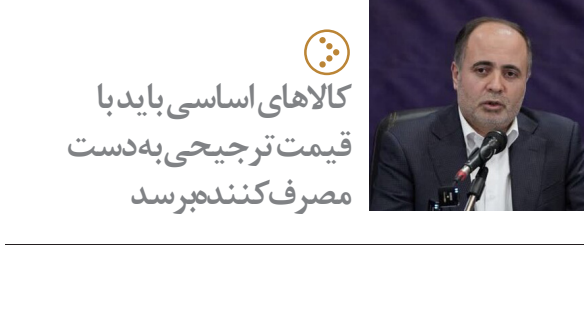 کالاهای اساسی باید با
قیمت ترجیحی به‌دست
مصرف‌کننده برسد